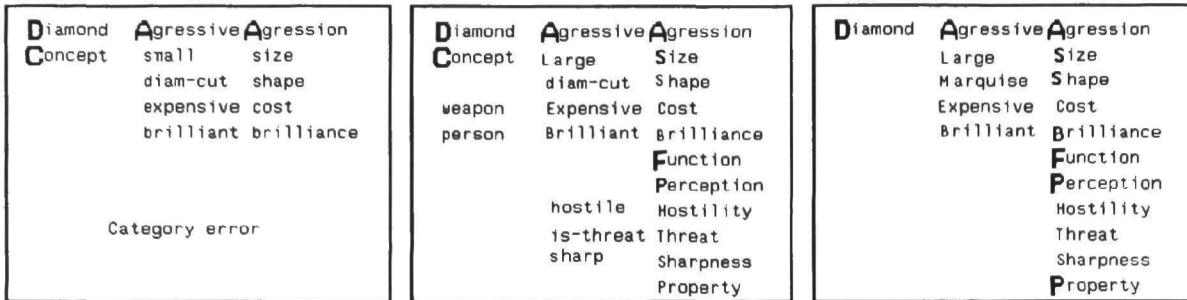 Diamond Agressive Agression
Concept small size
diam-cut shape
expensive cost
brilliant brilliance
Category error
Diamond Agressive Agression
Concept Large Size
diam-cut Shape
weapon Expensive Cost
person Brilliant Brilliance
Function
Perception
hostile Hostility
is-threat Threat
sharp Sharpness
Property
Diamond Agressive Agression
Large Size
Marquise Shape
Expensive Cost
Brilliant Brilliance
Function
Perception
Hostility
Threat
Sharpness
Property